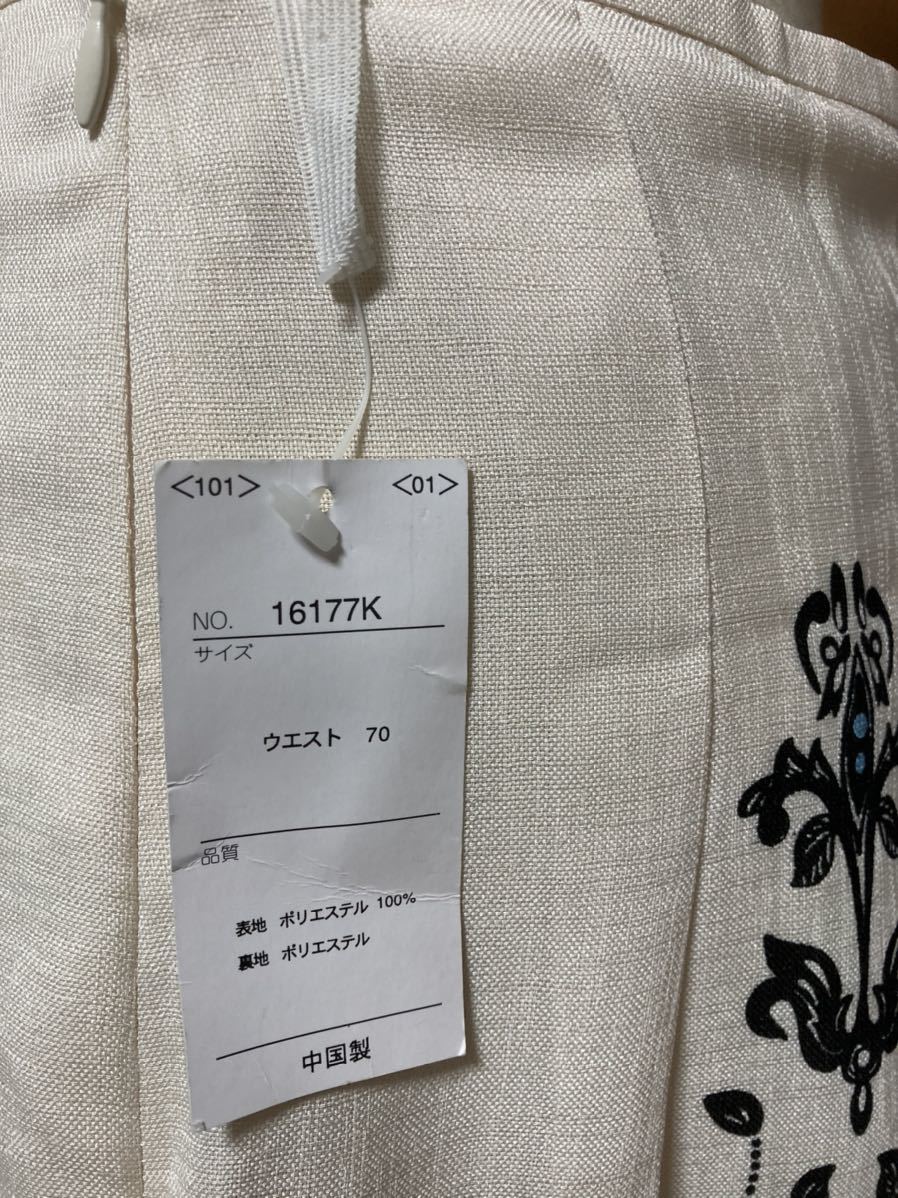 <101> <01>
NO. 16177K
サイズ
ウエスト 70
品質
表地 ポリエステル 100%
裏地 ポリエステル
中国製